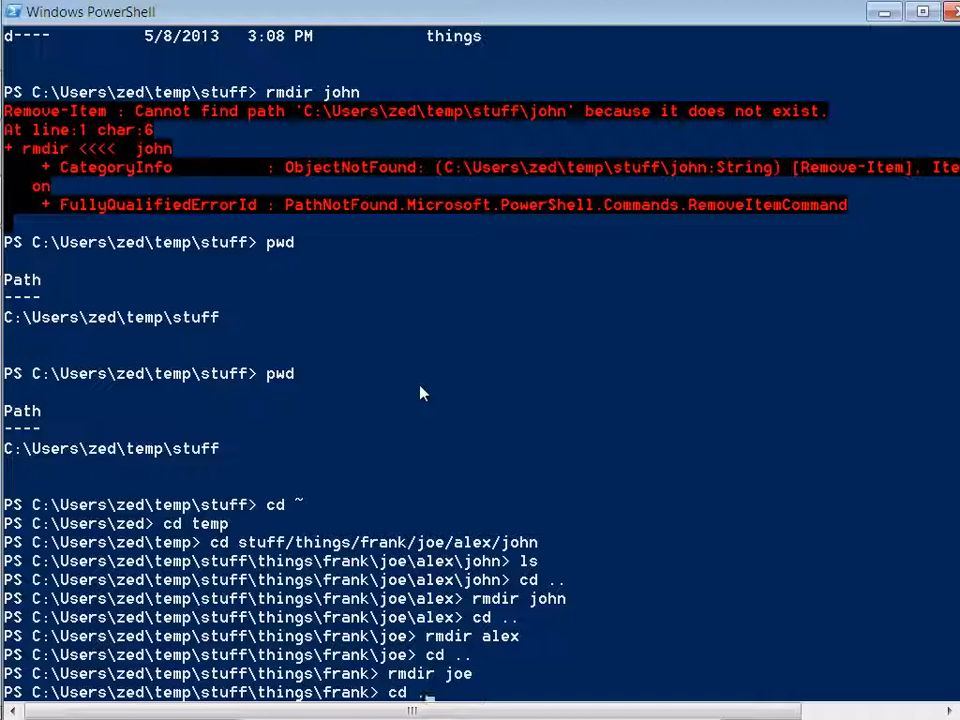 Windows PowerShell
d----          5/8/2013   3:08 PM            things
PS C:\Users\zed\temp\stuff> rmdir john
Remove-Item : Cannot find path 'C:\Users\zed\temp\stuff\john' because it does not exist.
At line:1 char:6
+ rmdir <<<<  john
    + CategoryInfo          : ObjectNotFound: (C:\Users\zed\temp\stuff\john:String) [Remove-Item], Ite
   on
    + FullyQualifiedErrorId : PathNotFound,Microsoft.PowerShell.Commands.RemoveItemCommand
PS C:\Users\zed\temp\stuff> pwd
Path
----
C:\Users\zed\temp\stuff
PS C:\Users\zed\temp\stuff> pwd
Path
----
C:\Users\zed\temp\stuff
PS C:\Users\zed\temp\stuff> cd ~
PS C:\Users\zed> cd temp
PS C:\Users\zed\temp> cd stuff/things/frank/joe/alex/john
PS C:\Users\zed\temp\stuff\things\frank\joe\alex\john> ls
PS C:\Users\zed\temp\stuff\things\frank\joe\alex\john> cd ..
PS C:\Users\zed\temp\stuff\things\frank\joe\alex> rmdir john
PS C:\Users\zed\temp\stuff\things\frank\joe\alex> cd ..
PS C:\Users\zed\temp\stuff\things\frank\joe> rmdir alex
PS C:\Users\zed\temp\stuff\things\frank\joe> cd ..
PS C:\Users\zed\temp\stuff\things\frank> rmdir joe
PS C:\Users\zed\temp\stuff\things\frank> cd .